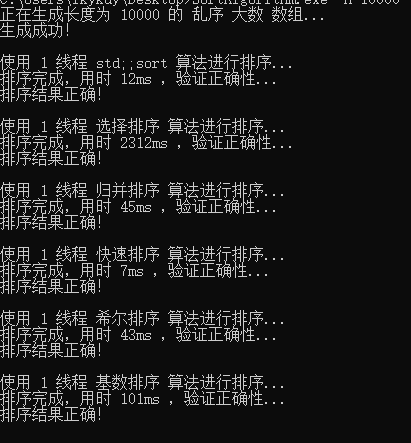 正在生成长度为 10000 的 乱序 大数 数组...
生成成功!
使用 1 线程 std;;sort 算法进行排序...
排序完成，用时 12ms ，验证正确性...
排序结果正确!
使用 1 线程 选择排序 算法进行排序...
排序完成，用时 2312ms ，验证正确性...
排序结果正确!
使用 1 线程 归并排序 算法进行排序...
排序完成，用时 45ms ，验证正确性...
排序结果正确!
使用 1 线程 快速排序 算法进行排序...
排序完成，用时 7ms ，验证正确性...
排序结果正确!
使用 1 线程 希尔排序 算法进行排序...
排序完成，用时 43ms ，验证正确性...
排序结果正确!
使用 1 线程 基数排序 算法进行排序...
排序完成，用时 101ms ，验证正确性...
排序结果正确!